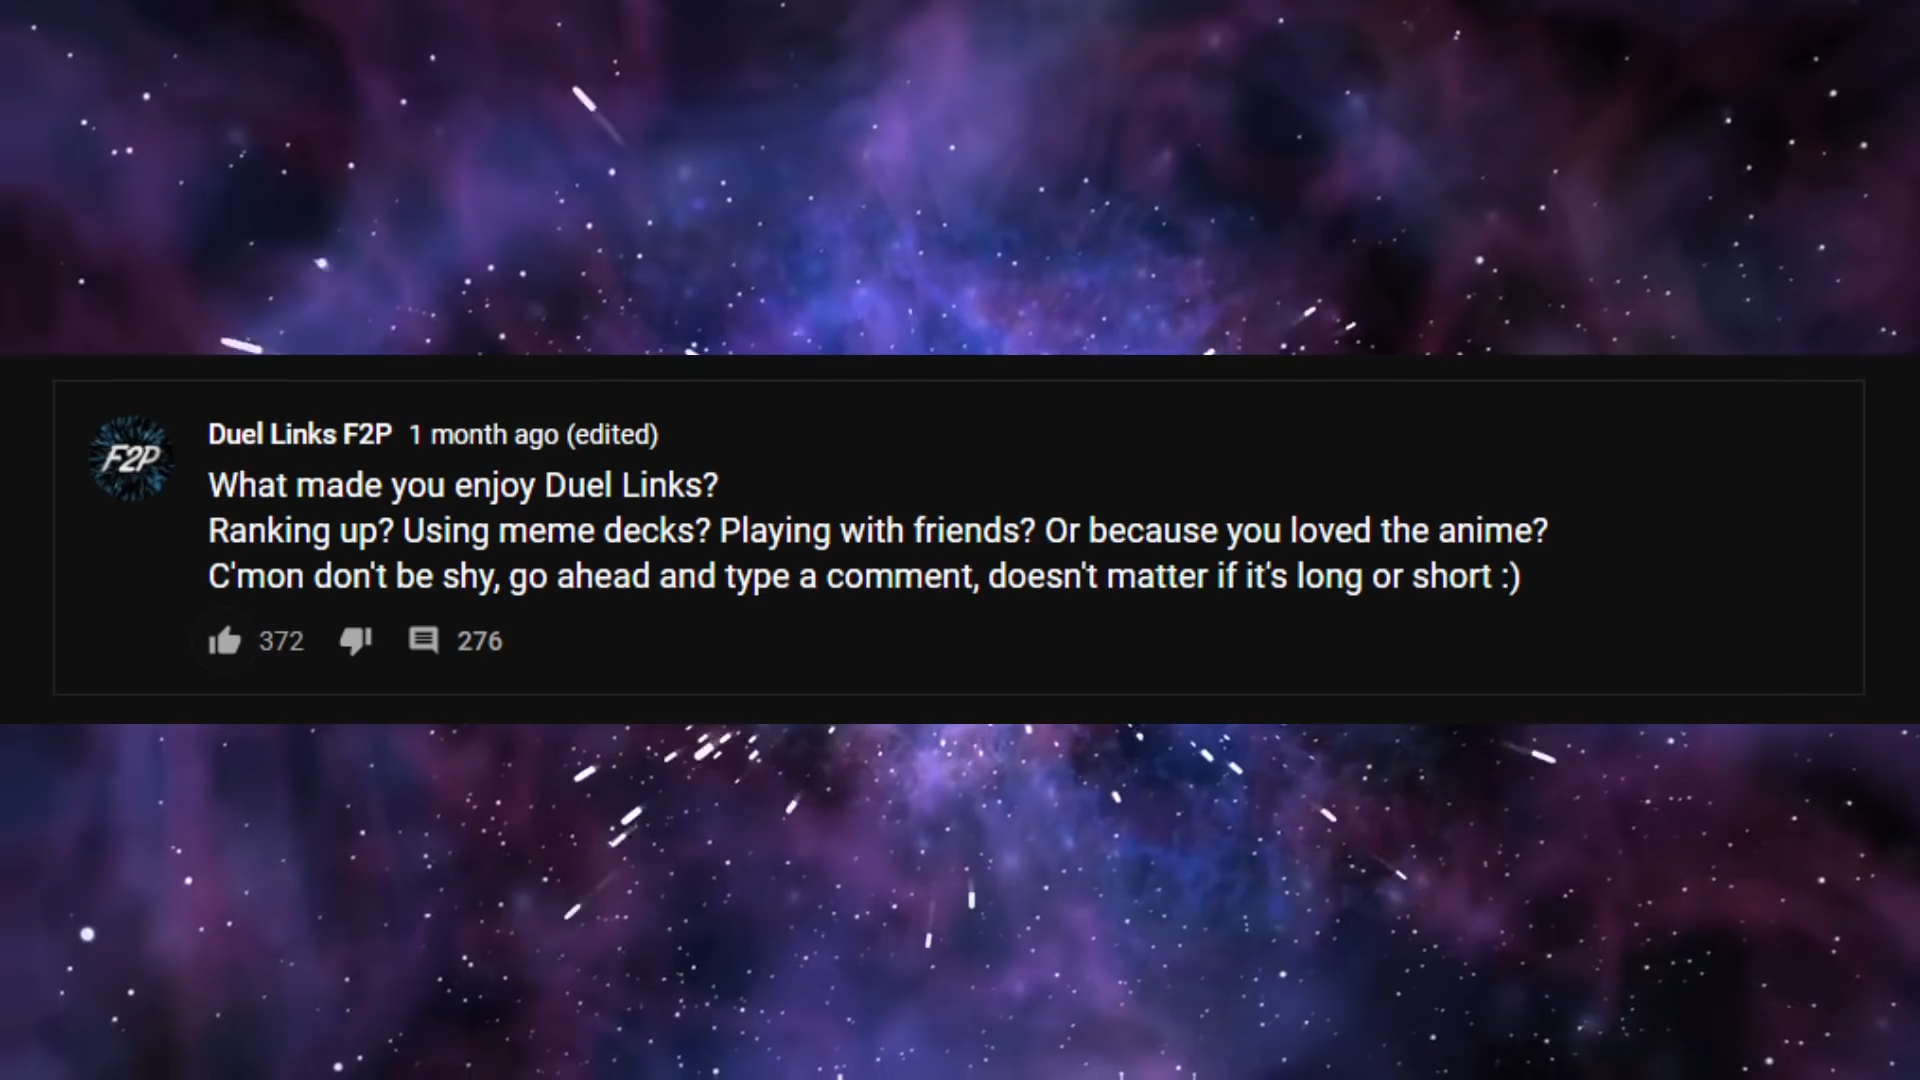 F2P
Duel Links F2P 1 month ago (edited)
What made you enjoy Duel Links?
Ranking up? Using meme decks? Playing with friends? Or because you loved the anime?
C'mon don't be shy, go ahead and type a comment, doesn't matter if it's long or short :)
372 276